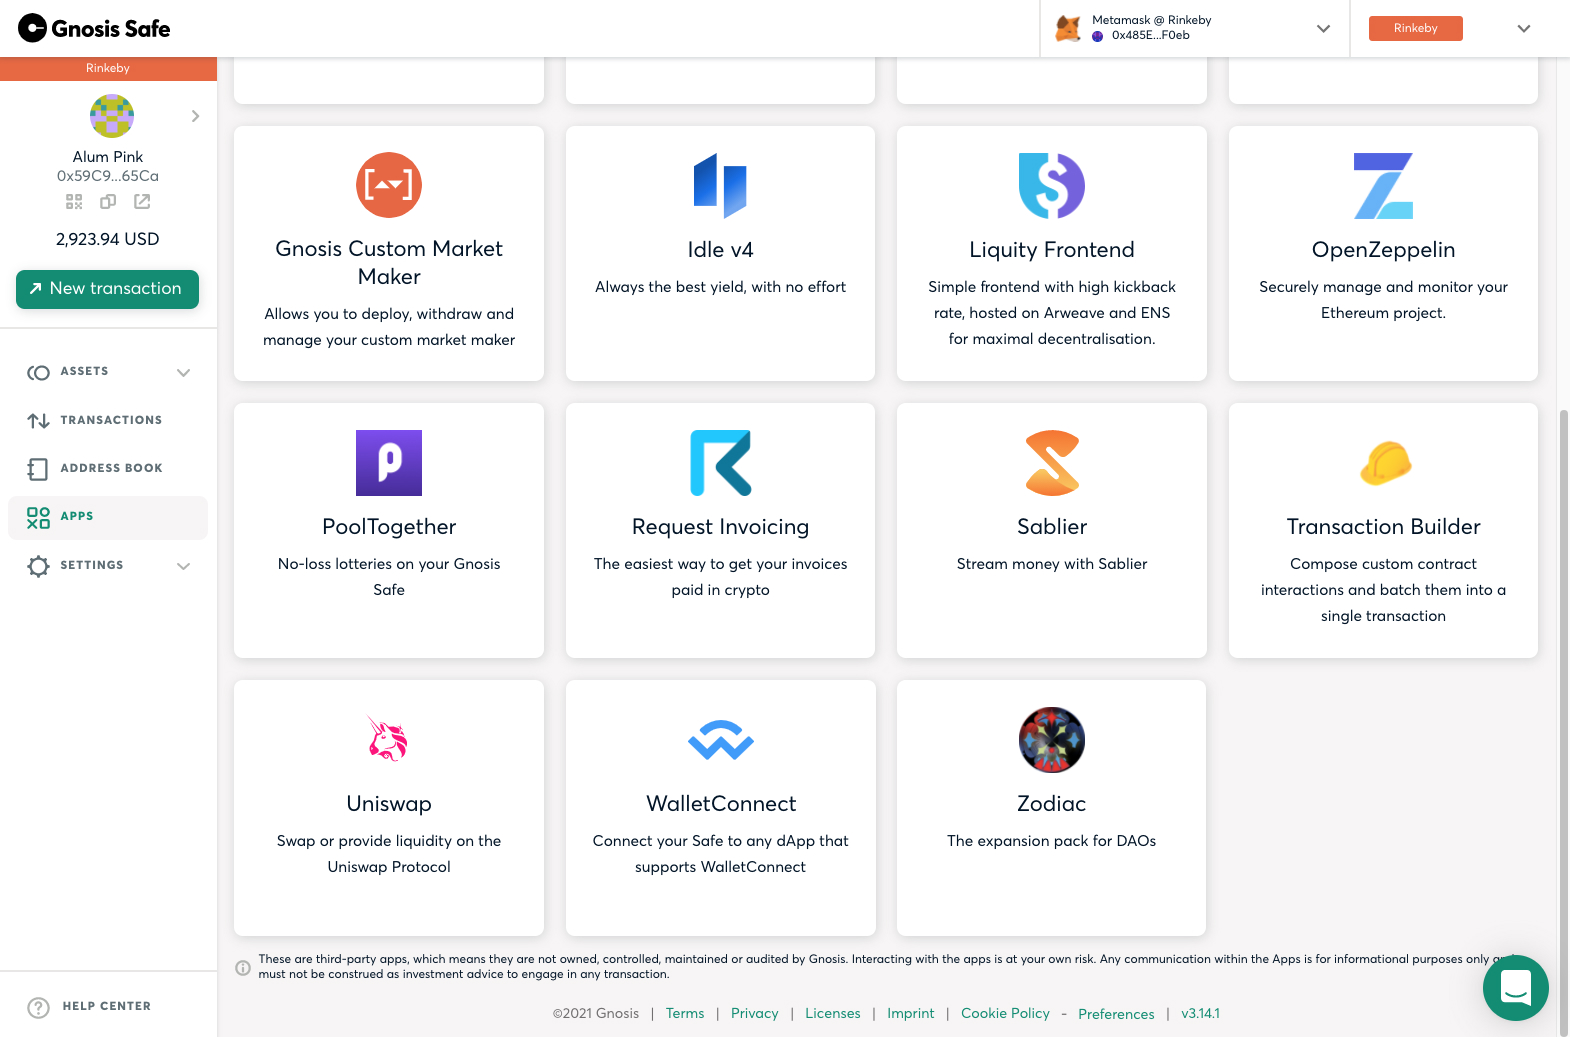 Gnosis Safe
Metamask @ Rinkeby
0x485E...F0eb
Rinkeby
Rinkeby
Alum Pink
0x59C9...65Ca
2,923.94 USD
New transaction
ASSETS
TRANSACTIONS
ADDRESS BOOK
APPS
SETTINGS
HELP CENTER
Gnosis Custom Market
Maker
Allows you to deploy, withdraw and
manage your custom market maker
Idle v4
Always the best yield, with no effort
Liquity Frontend
Simple frontend with high kickback
rate, hosted on Arweave and ENS
for maximal decentralisation.
OpenZeppelin
Securely manage and monitor your
Ethereum project.
PoolTogether
No-loss lotteries on your Gnosis
Safe
Request Invoicing
The easiest way to get your invoices
paid in crypto
Sablier
Stream money with Sablier
Transaction Builder
Compose custom contract
interactions and batch them into a
single transaction
Uniswap
Swap or provide liquidity on the
Uniswap Protocol
WalletConnect
Connect your Safe to any dApp that
supports WalletConnect
Zodiac
The expansion pack for DAOs
These are third-party apps, which means they are not owned, controlled, maintained or audited by Gnosis. Interacting with the apps is at your own risk. Any communication within the Apps is for informational purposes only
must not be construed as investment advice to engage in any transaction.
©2021 Gnosis | Terms | Privacy | Licenses | Imprint | Cookie Policy - Preferences | v3.14.1